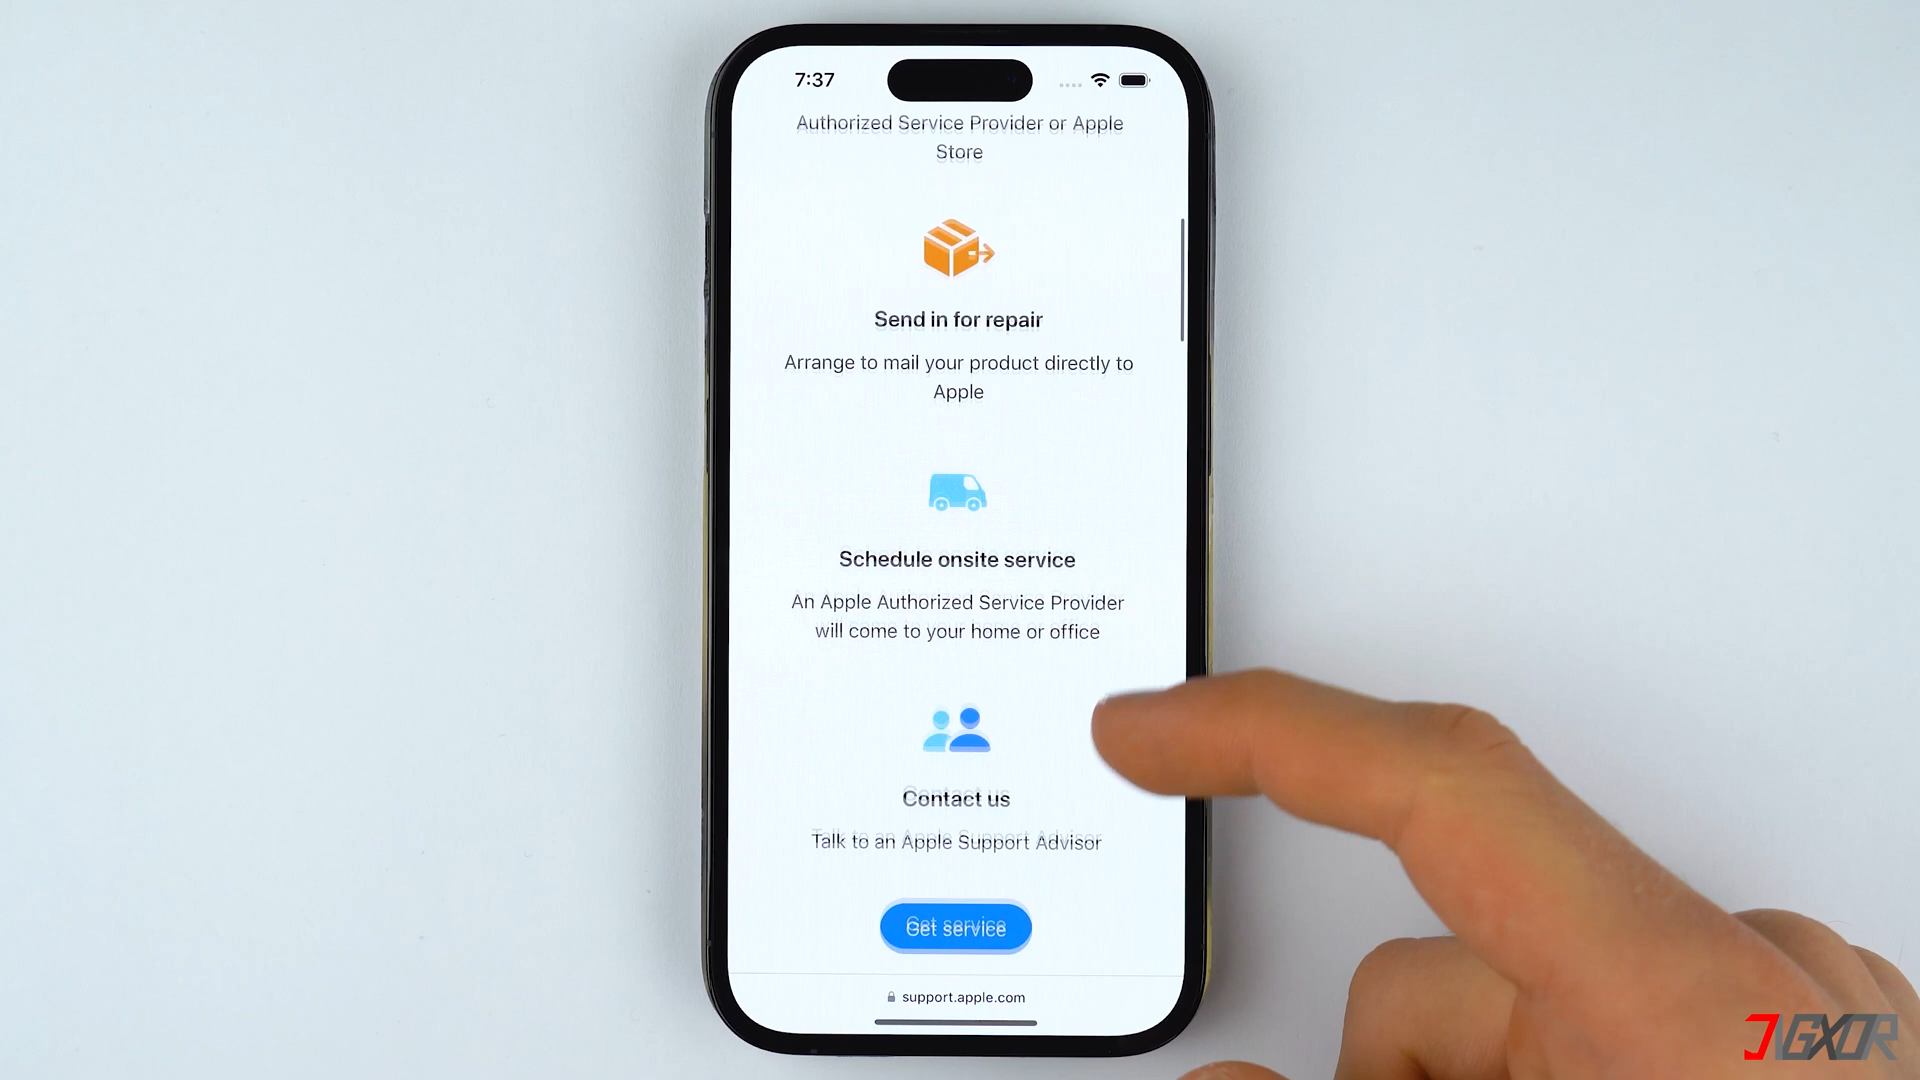 7:37
Authorized Service Provider or Apple
Store
Send in for repair
Arrange to mail your product directly to
Apple
Schedule onsite service
An Apple Authorized Service Provider
will come to your home or office
Contact us
Talk to an Apple Support Advisor
Get service
support.apple.com
JIGXOR